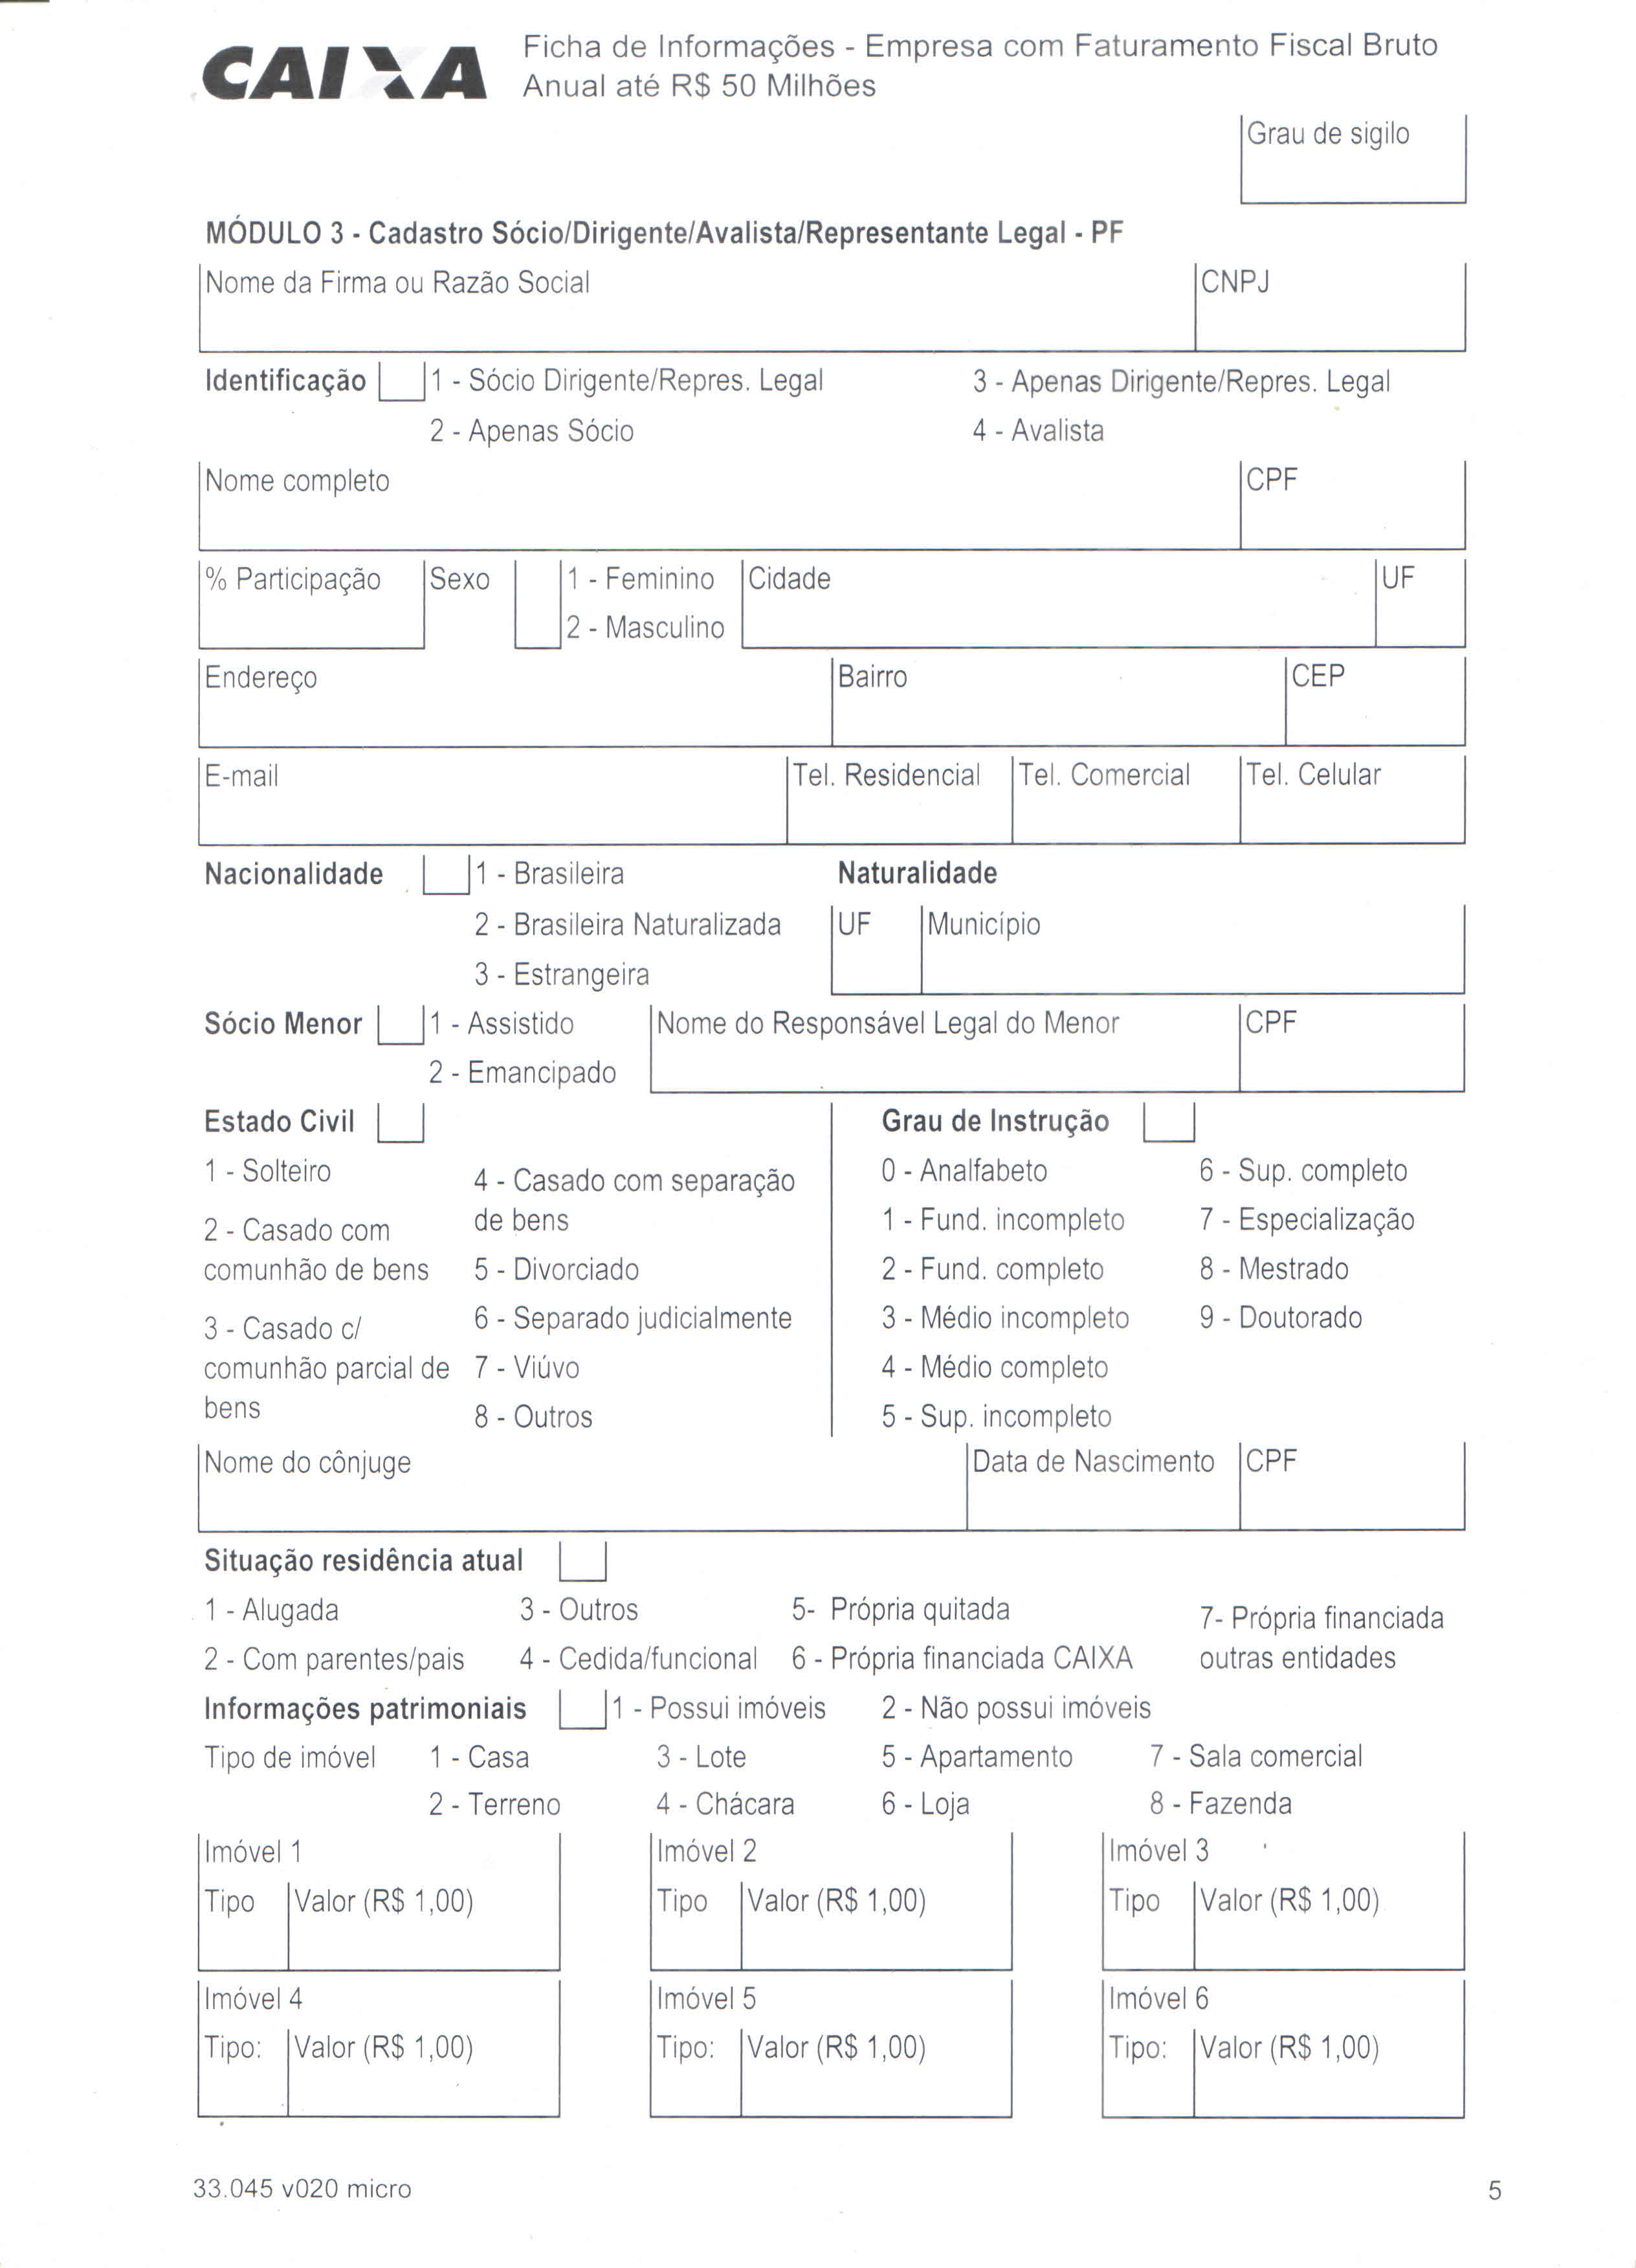 CAIXA
Ficha de Informações - Empresa com Faturamento Fiscal Bruto
Anual até R$ 50 Milhões
Grau de sigilo
MÓDULO 3 - Cadastro Sócio/Dirigente/Avalista/Representante Legal - PF
Nome da Firma ou Razão Social CNPJ
Identificação 1 - Sócio Dirigente/Repres. Legal 3 - Apenas Dirigente/Repres. Legal
2 - Apenas Sócio 4 - Avalista
Nome completo CPF
% Participação Sexo 1 - Feminino Cidade UF
2 - Masculino
Endereço Bairro CEP
E-mail Tel. Residencial Tel. Comercial Tel. Celular
Nacionalidade 1 - Brasileira Naturalidade
2 - Brasileira Naturalizada UF Município
3 - Estrangeira
Sócio Menor 1 - Assistido Nome do Responsável Legal do Menor CPF
2 - Emancipado
Estado Civil Grau de Instrução
1 - Solteiro 4 - Casado com separação 0 - Analfabeto 6 - Sup. completo
2 - Casado com de bens 1 - Fund. incompleto 7 - Especialização
comunhão de bens 5 - Divorciado 2 - Fund. completo 8 - Mestrado
3 - Casado c/ 6 - Separado judicialmente 3 - Médio incompleto 9 - Doutorado
comunhão parcial de 7 - Viúvo 4 - Médio completo
bens 8 - Outros 5 - Sup. incompleto
Nome do cônjuge Data de Nascimento CPF
Situação residência atual
1 - Alugada 3 - Outros 5- Própria quitada 7- Própria financiada
2 - Com parentes/pais 4 - Cedida/funcional 6 - Própria financiada CAIXA outras entidades
Informações patrimoniais 1 - Possui imóveis 2 - Não possui imóveis
Tipo de imóvel 1 - Casa 3 - Lote 5 - Apartamento 7 - Sala comercial
2 - Terreno 4 - Chácara 6 - Loja 8 - Fazenda
Imóvel 1 Imóvel 2 Imóvel 3
Tipo Valor (R$ 1,00) Tipo Valor (R$ 1,00) Tipo Valor (R$ 1,00)
Imóvel 4 Imóvel 5 Imóvel 6
Tipo: Valor (R$ 1,00) Tipo: Valor (R$ 1,00) Tipo: Valor (R$ 1,00)
33.045 v020 micro 5